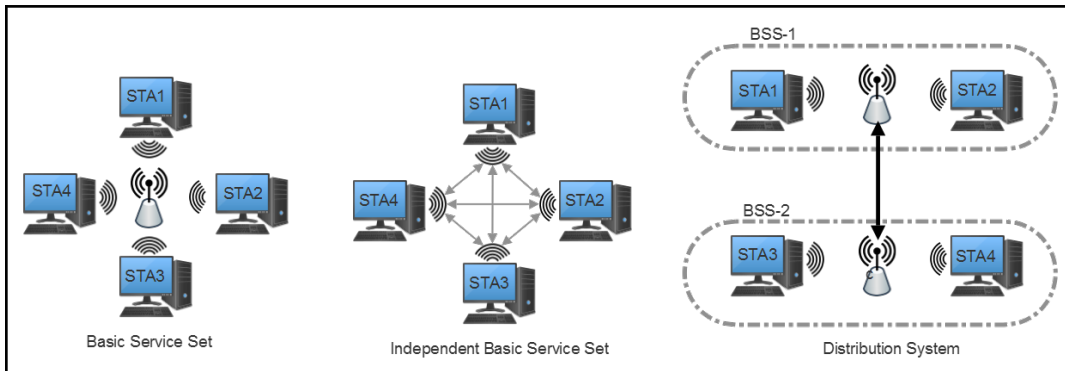 STA1
STA4
STA2
STA3
Basic Service Set
STA1
STA4
STA2
STA3
Independent Basic Service Set
BSS-1
STA1
STA2
BSS-2
STA3
STA4
Distribution System